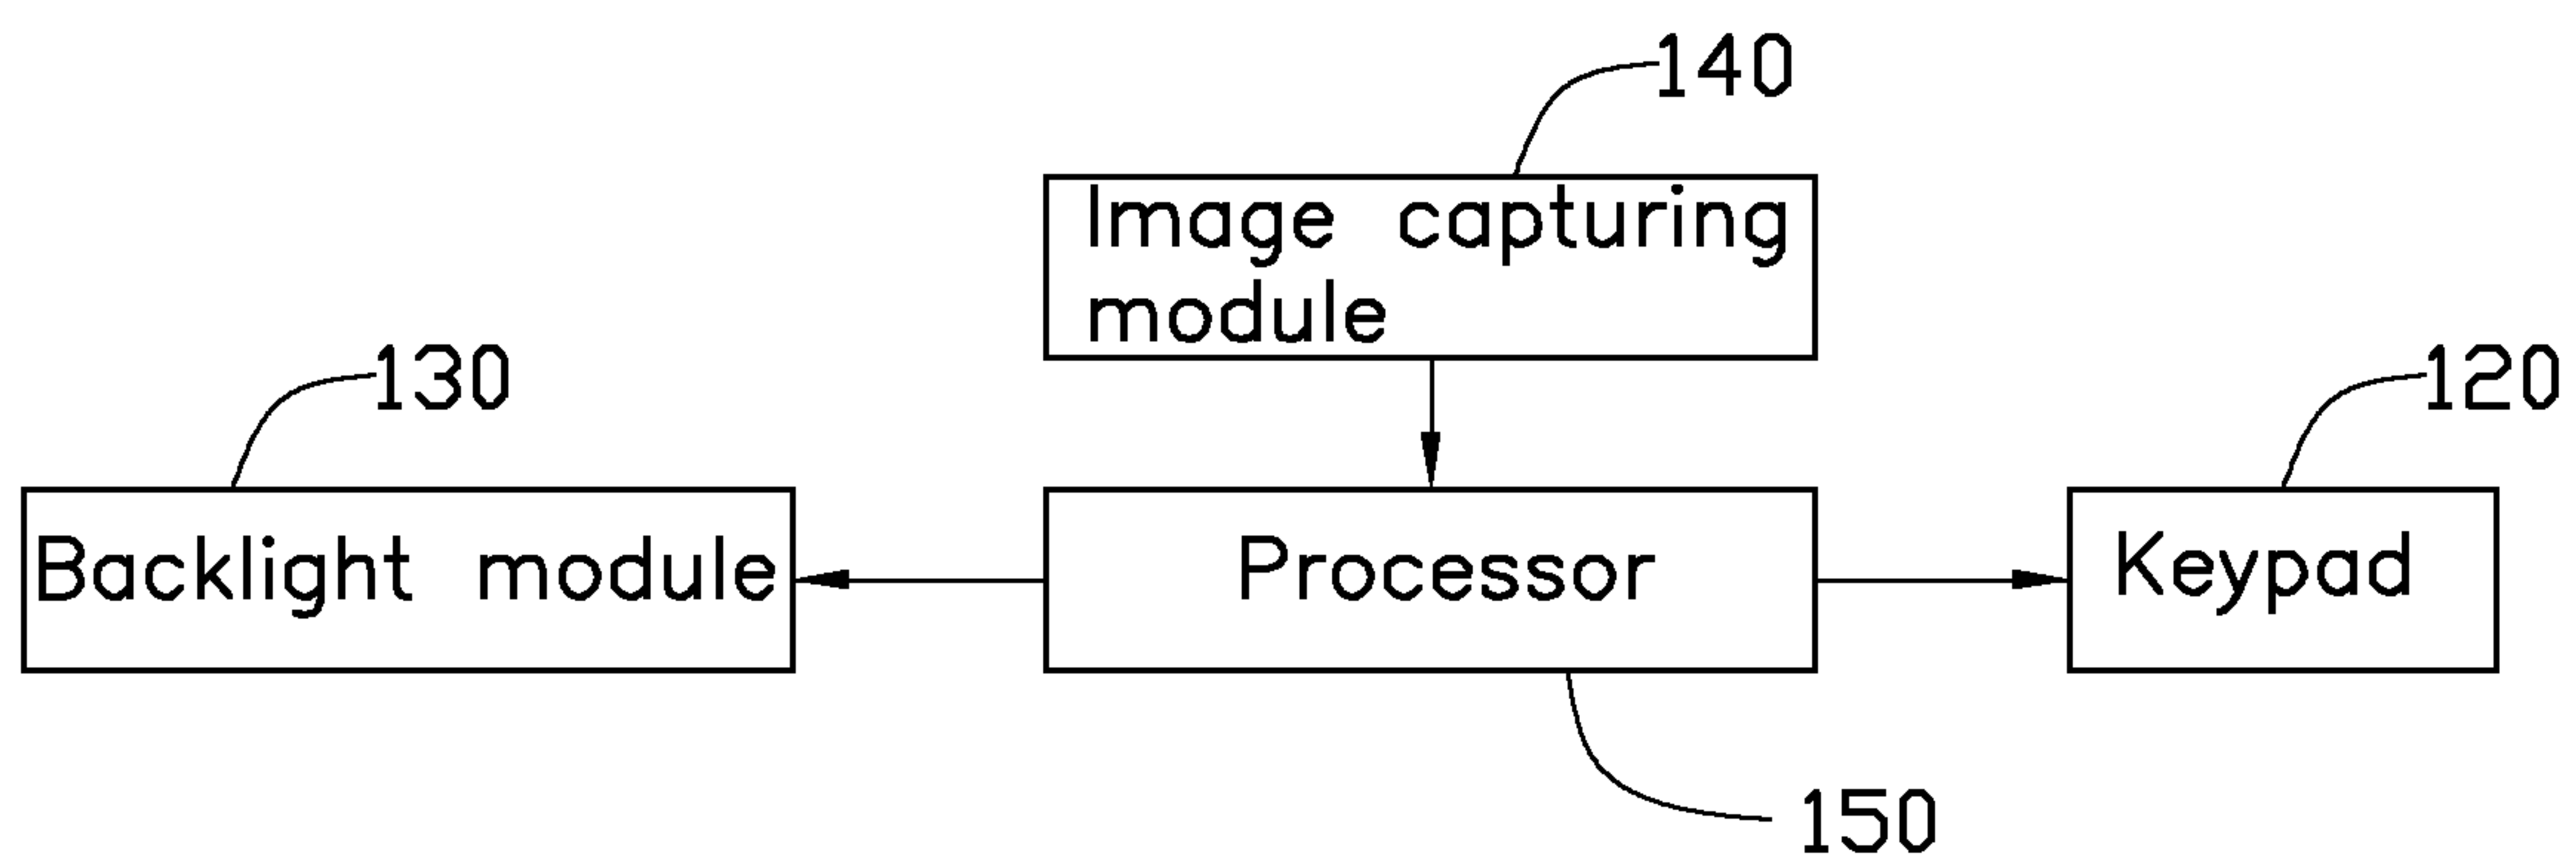 140
Image capturing
module
130
120
Backlight module
Processor
Keypad
150